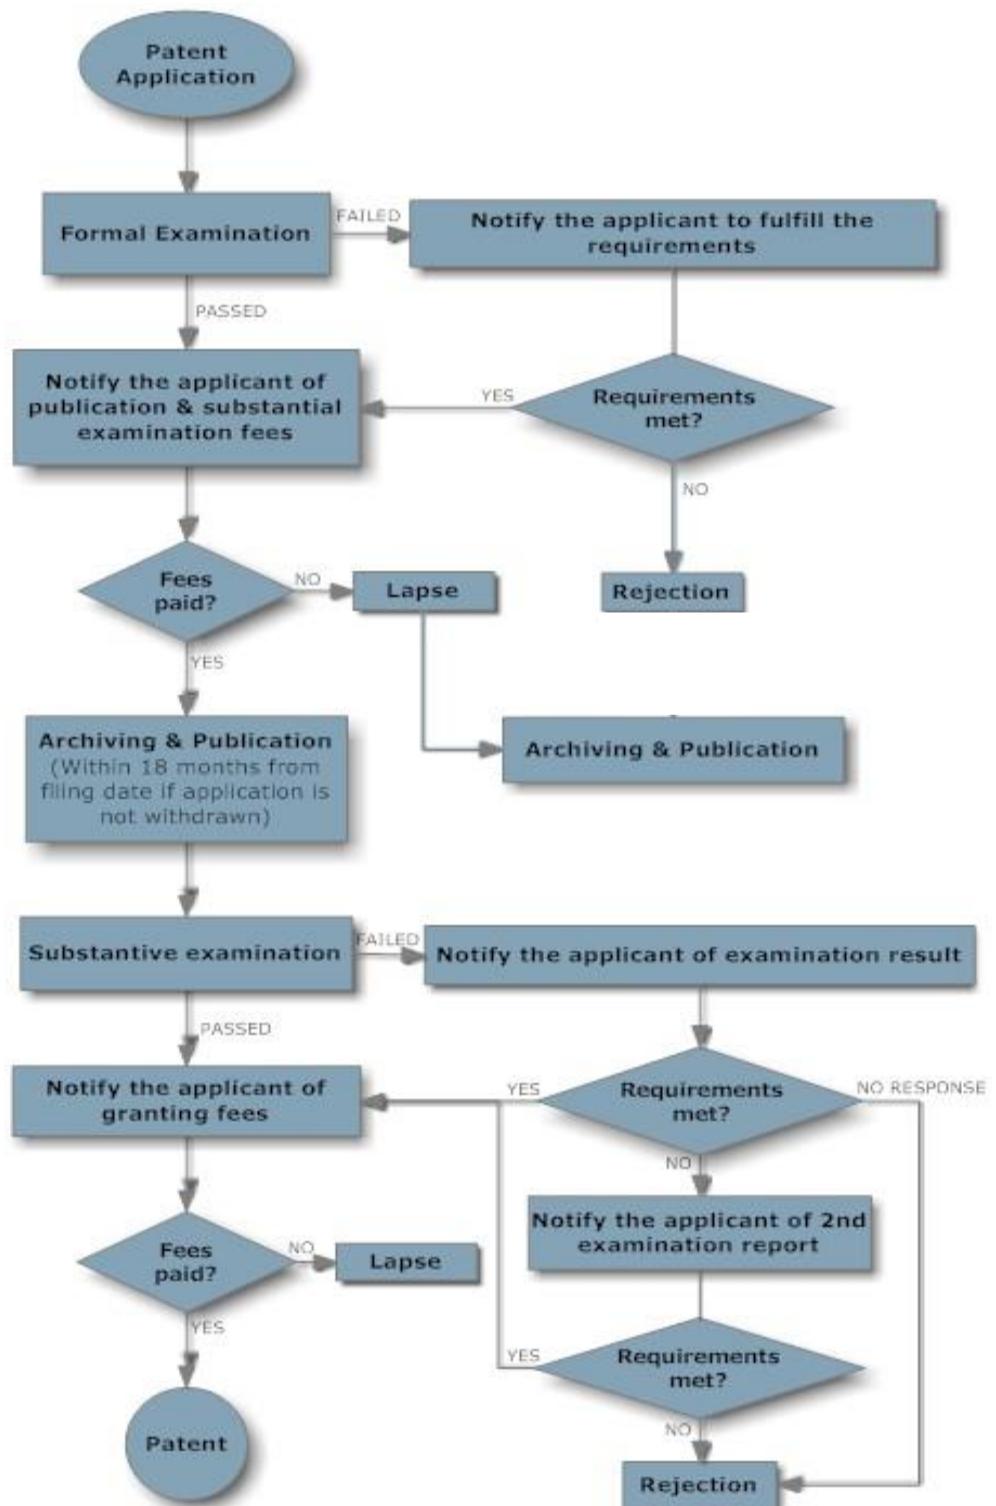 Patent
Application
Formal Examination
FAILED
Notify the applicant to fulfill the
requirements
PASSED
Notify the applicant of
publication & substantial
examination fees
YES
Requirements
met?
NO
Fees
paid?
NO
Lapse
Rejection
YES
Archiving & Publication
(Within 18 months from
filing date if application is
not withdrawn)
Archiving & Publication
Substantive examination
FAILED
Notify the applicant of examination result
PASSED
Notify the applicant of
granting fees
YES
Requirements
met?
NO RESPONSE
NO
Notify the applicant of 2nd
examination report
Fees
paid?
NO
Lapse
YES
YES
Requirements
met?
NO
Patent
Rejection